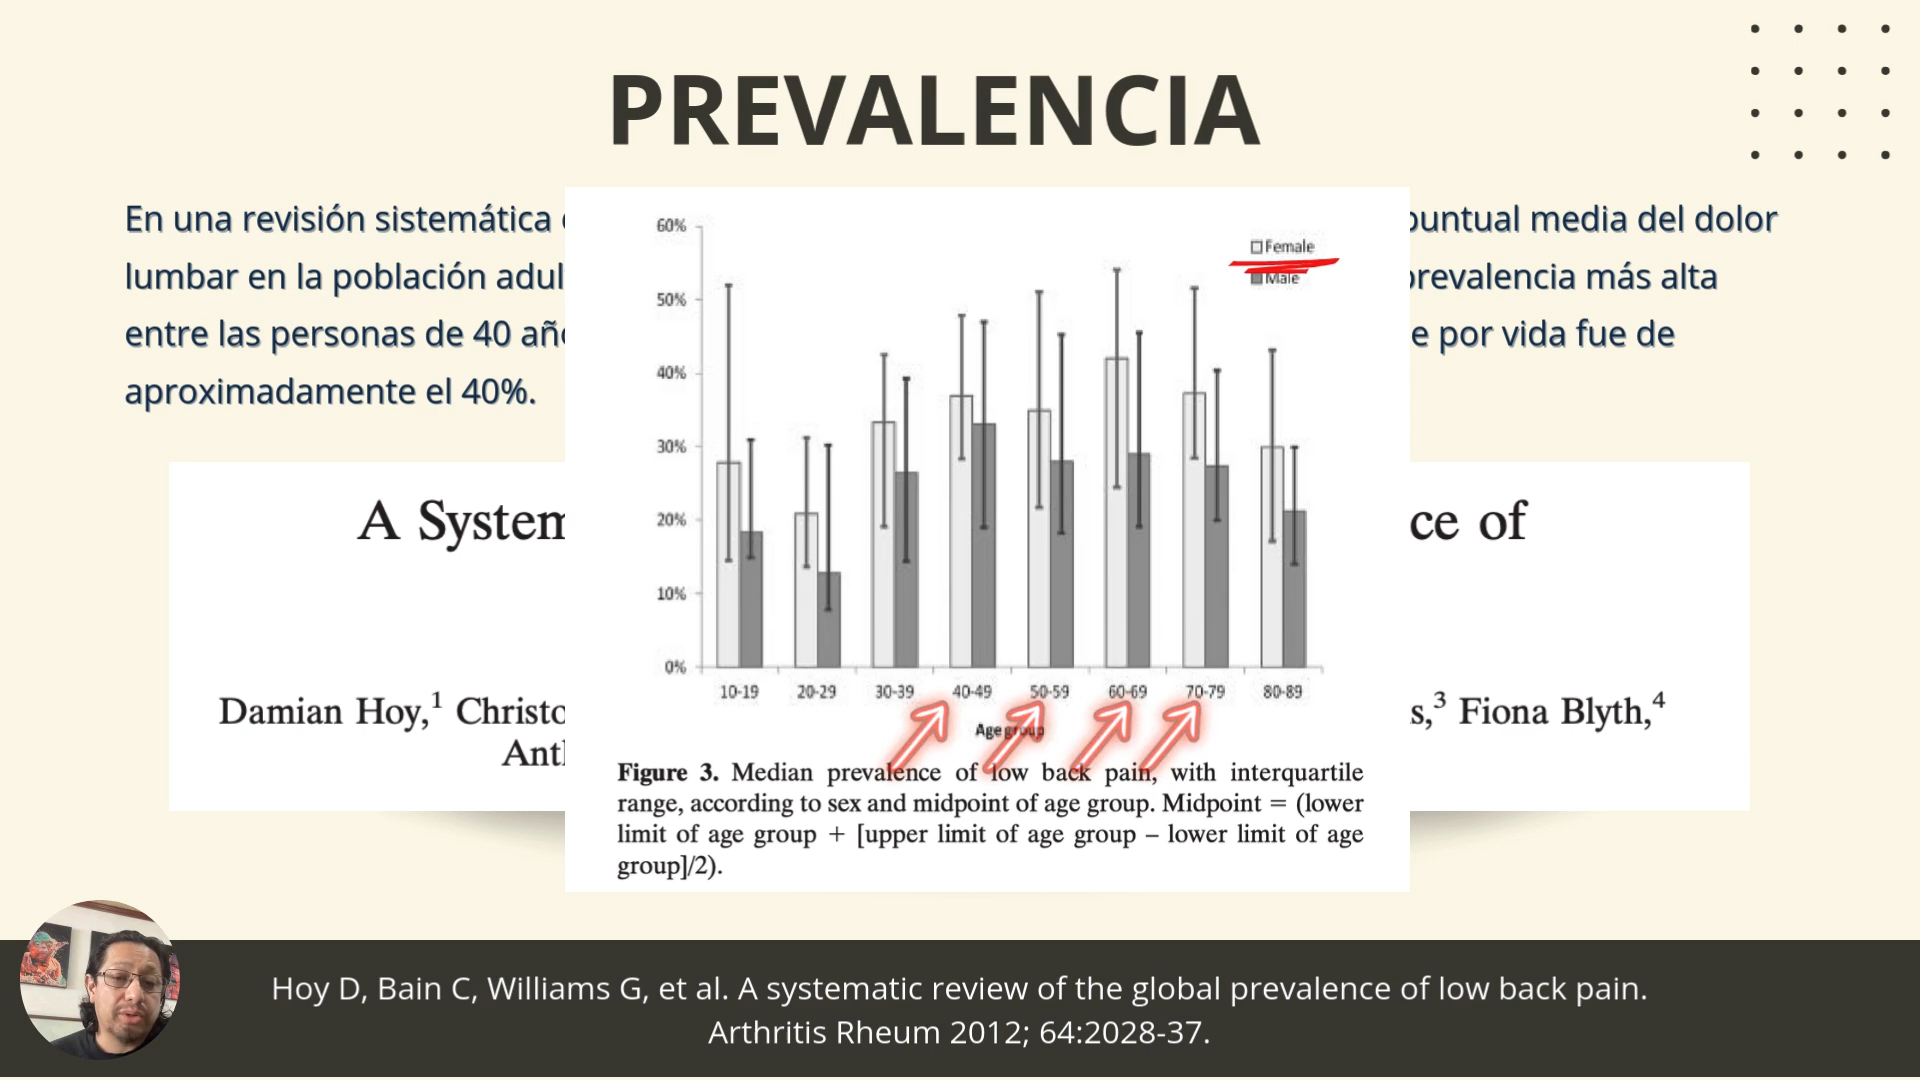 PREVALENCIA
En una revisión sistemática
puntual media del dolor
lumbar en la población
prevalencia más alta
entre las personas de 40
por vida fue de
aproximadamente el 40%.
A
ce of
Damian Hoy,1
Fiona Blyth,4
60%
50%
40%
30%
20%
10%
0%
Female
Male
10-19 20-29 30-39 40-49 50-59 60-69 70-79 80-89
Age group
Figure 3. Median prevalence of low back pain, with interquartile
range, according to sex and midpoint of age group. Midpoint = (lower
limit of age group + [upper limit of age group – lower limit of age
group]/2).
Hoy D, Bain C, Williams G, et al. A systematic review of the global prevalence of low back pain.
Arthritis Rheum 2012; 64:2028-37.